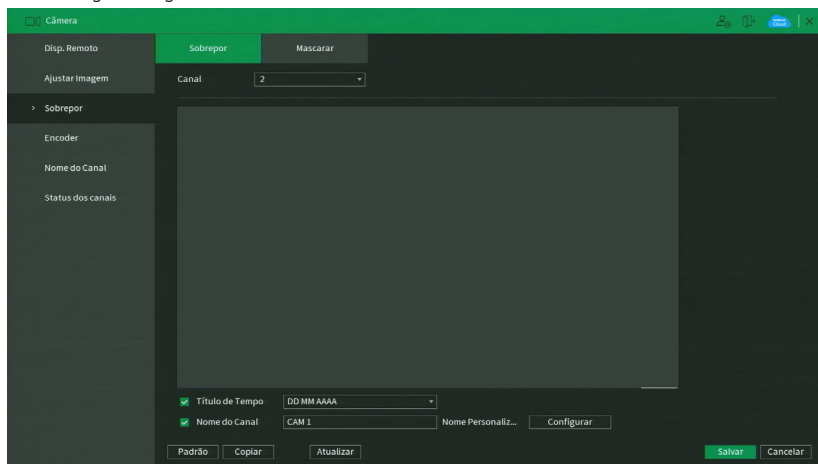 Câmera
Disp. Remoto
Ajustar Imagem
> Sobrepor
Encoder
Nome do Canal
Status dos canais
Sobrepor Mascarar
Canal 2
Título de Tempo DD MM AAAA
Nome do Canal CAM 1 Nome Personaliz... Configurar
Padrão Copiar Atualizar Salvar Cancelar